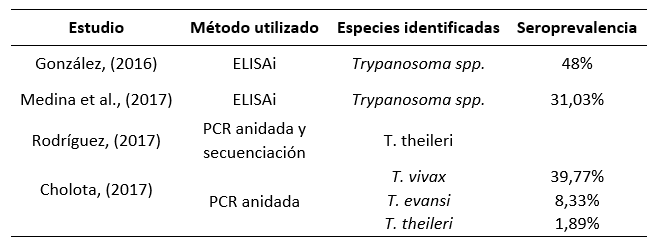 Estudio Método utilizado Especies identificadas Seroprevalencia
González, (2016) ELISAi Trypanosoma spp. 48%
Medina et al., (2017) ELISAi Trypanosoma spp. 31,03%
Rodríguez, (2017) PCR anidada y secuenciación T. theileri
Cholota, (2017) PCR anidada T. vivax 39,77%
T. evansi 8,33%
T. theileri 1,89%